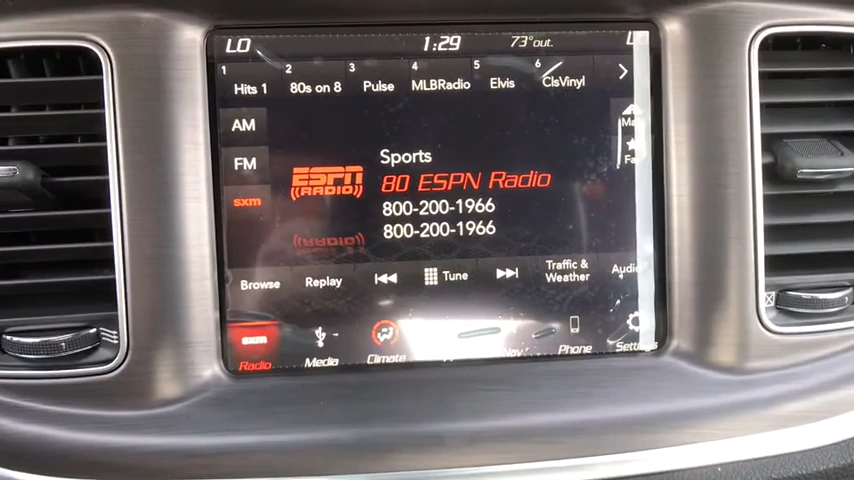 LO 1:29 73°out. L
1 Hits 1 2 80s on 8 3 Pulse 4 MLBRadio 5 Elvis 6 ClsVinyl
AM
FM
sxm
ESPN
RADIO
Sports
80 ESPN Radio
800-200-1966
800-200-1966
Browse Replay Tune Traffic & Weather Audio
sxm
Radio Media Climate Nav Phone Settings